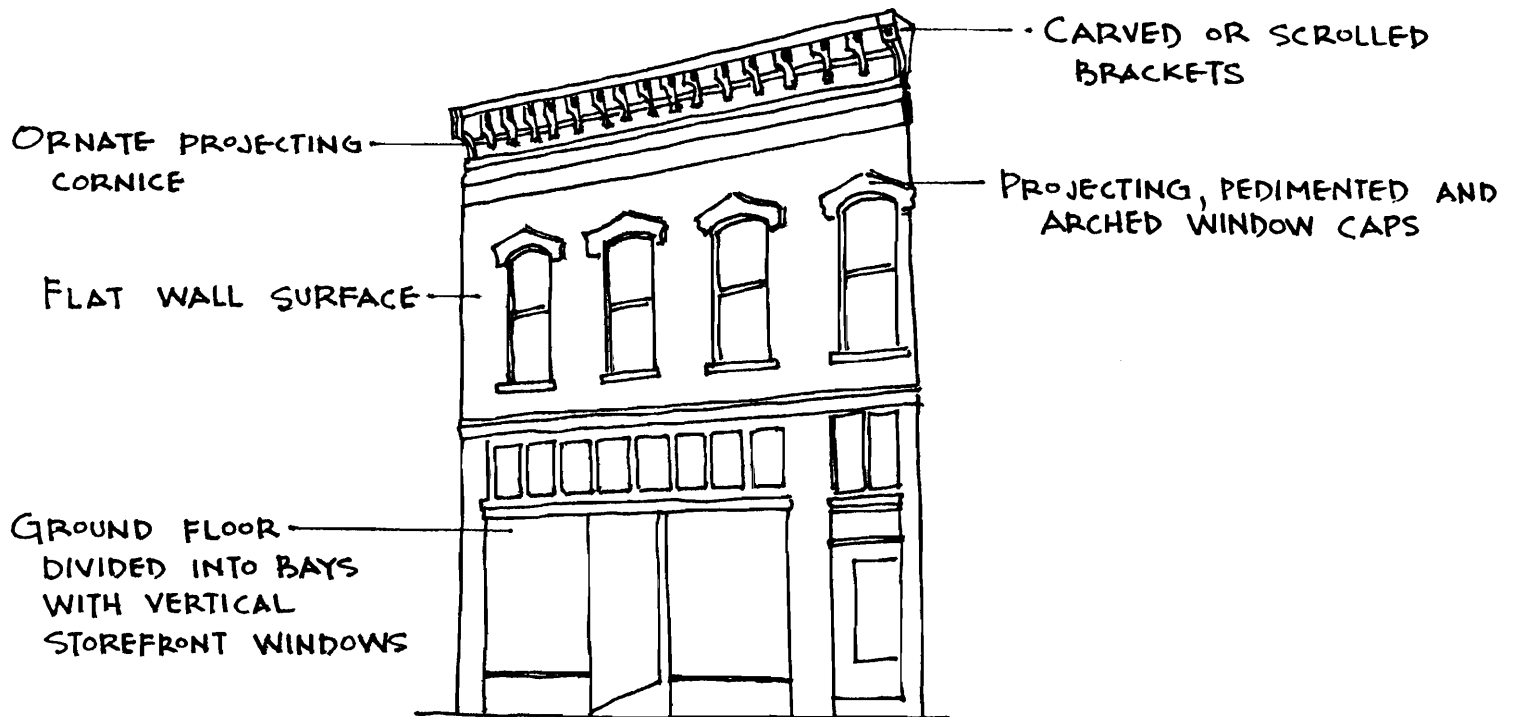 CARVED OR SCROLLED
BRACKETS
ORNATE PROJECTING
CORNICE
PROJECTING, PEDIMENTED AND
ARCHED WINDOW CAPS
FLAT WALL SURFACE
GROUND FLOOR
DIVIDED INTO BAYS
WITH VERTICAL
STOREFRONT WINDOWS